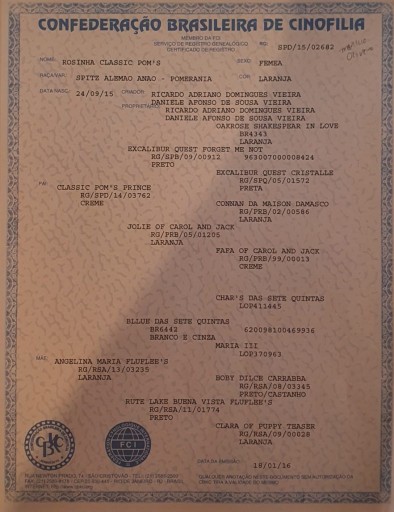 CONFEDERAÇÃO BRASILEIRA DE CINOFILIA
MEMBRO DA FCI
SERVIÇO DE REGISTRO GENEALÓGICO
CERTIFICADO DE REGISTRO
RG: SPD/15/02682
NOME: ROSINHA CLASSIC POM'S SEXO: FEMEA
RAÇA/VAR: SPITZ ALEMAO ANAO - POMERANIA COR: LARANJA
DATA NASC. 24/09/15 CRIADOR: RICARDO ADRIANO DOMINGUES VIEIRA
DANIELE AFONSO DE SOUSA VIEIRA
PROPRIETÁRIO: RICARDO ADRIANO DOMINGUES VIEIRA
DANIELE AFONSO DE SOUSA VIEIRA
OAKROSE SHAKESPEAR IN LOVE
BR4343
LARANJA
EXCALIBUR QUEST FORGET ME NOT
RG/SPB/09/00912 963007000008424
PRETO
EXCALIBUR QUEST CRISTALLE
RG/SPQ/05/01572
PRETA
PAI: CLASSIC POM'S PRINCE
RG/SPD/14/03762
CREME
CONNAN DA MAISON DAMASCO
RG/PRB/02/00586
LARANJA
JOLIE OF CAROL AND JACK
RG/PRB/05/01205
LARANJA
FAFA OF CAROL AND JACK
RG/PRB/99/00013
CREME
CHAR'S DAS SETE QUINTAS
LOP411445
BLLUE DAS SETE QUINTAS
BR6442 620098100469936
BRANCO E CINZA
MARIA III
LOP370963
MÃE: ANGELINA MARIA FLUFLEE'S
RG/RSA/13/03235
LARANJA
BOBY DILCE CARRABBA
RG/RSA/08/03345
PRETO/CASTANHO
RUTE LAKE BUENA VISTA FLUFLEE'S
RG/RSA/11/01774
PRETO
CLARA OF PUPPY TEASER
RG/RSA/09/00028
LARANJA
CBKC
FCI
DATA DA EMISSÃO:
18/01/16